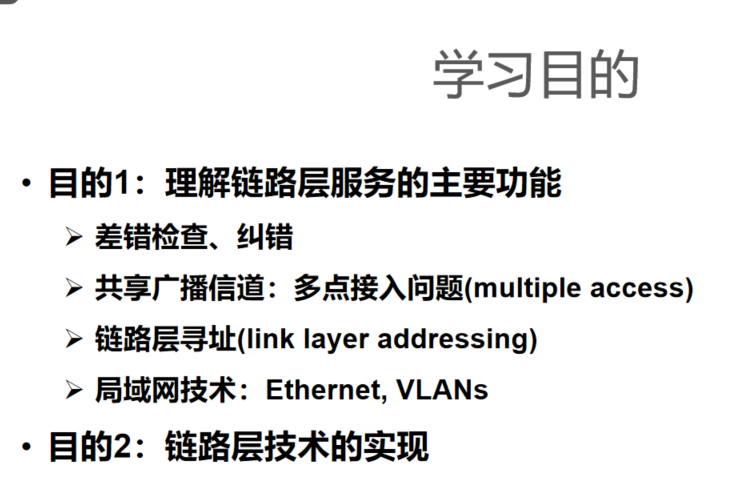 学习目的
• 目的1：理解链路层服务的主要功能
➢ 差错检查、纠错
➢ 共享广播信道：多点接入问题(multiple access)
➢ 链路层寻址(link layer addressing)
➢ 局域网技术：Ethernet, VLANs
• 目的2：链路层技术的实现